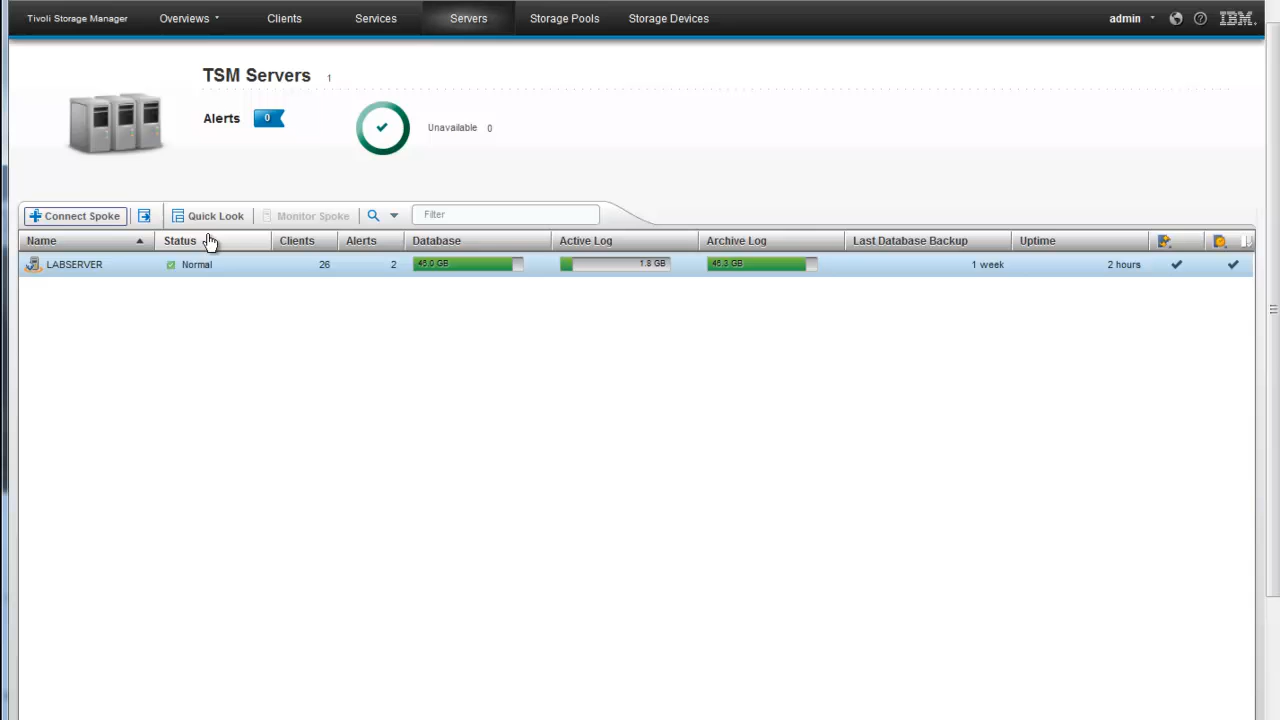 Tivoli Storage Manager Overviews Clients Services Servers Storage Pools Storage Devices admin IBM
TSM Servers 1
Alerts 0 Unavailable 0
Connect Spoke Quick Look Monitor Spoke Filter
Name Status Clients Alerts Database Active Log Archive Log Last Database Backup Uptime
LABSERVER Normal 26 2 46.0 GB 1.8 GB 46.3 GB 1 week 2 hours